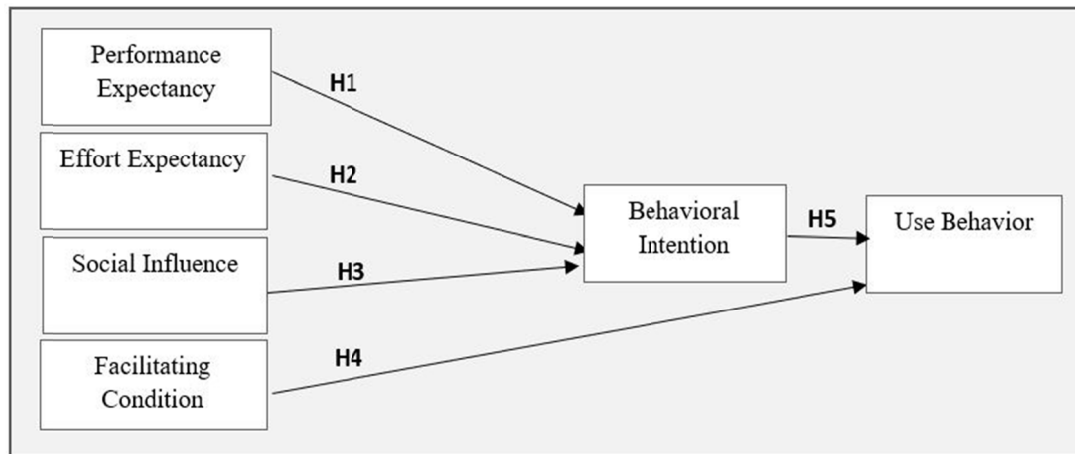 Performance
Expectancy
H1
Effort Expectancy
H2
Social Influence
H3
Facilitating
Condition
H4
Behavioral
Intention
H5
Use Behavior